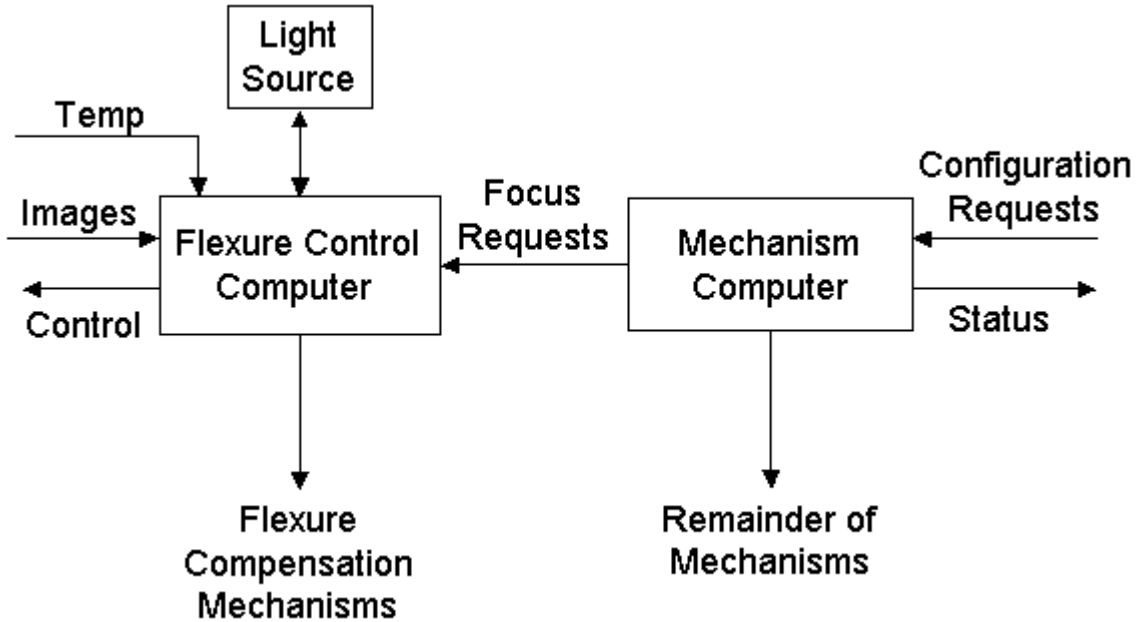 Light
Source
Temp
Images
Control
Flexure Control
Computer
Focus
Requests
Mechanism
Computer
Configuration
Requests
Status
Flexure
Compensation
Mechanisms
Remainder of
Mechanisms